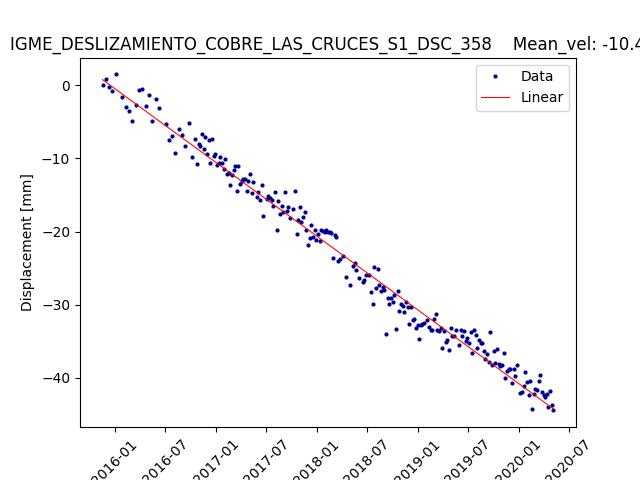 IGME_DESLIZAMIENTO_COBRE_LAS_CRUCES_S1_DSC_358 Mean_vel: -10.4
Data
Linear
Displacement [mm]
0
−10
−20
−30
−40
2016-01 2016-07 2017-01 2017-07 2018-01 2018-07 2019-01 2019-07 2020-01 2020-07